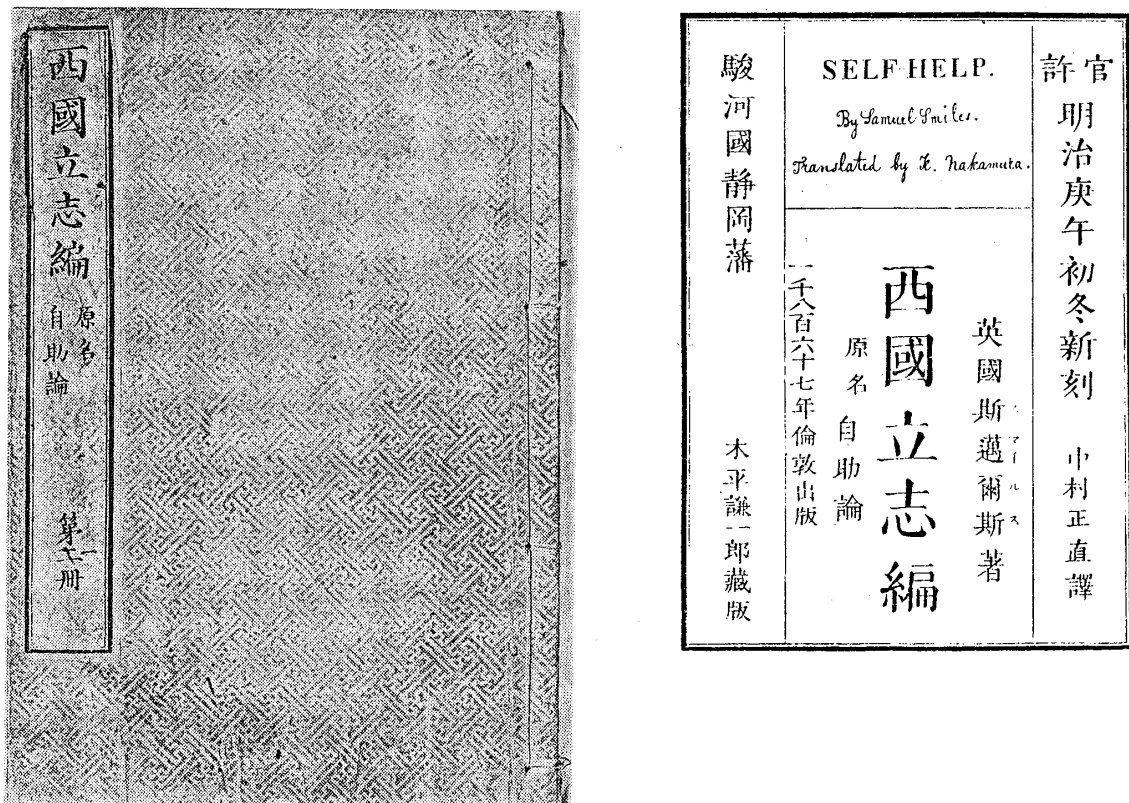 西國立志編
原名
自助論
第一冊
官許
明治庚午初冬新刻
中村正直譯
SELF-HELP.
By Samuel Smiles.
Translated by K. Nakamura.
英國斯邁爾斯著
スマイルス
西國立志編
原名
自助論
一千八百六十七年倫敦出版
駿河國靜岡藩
木平謙一郎藏版